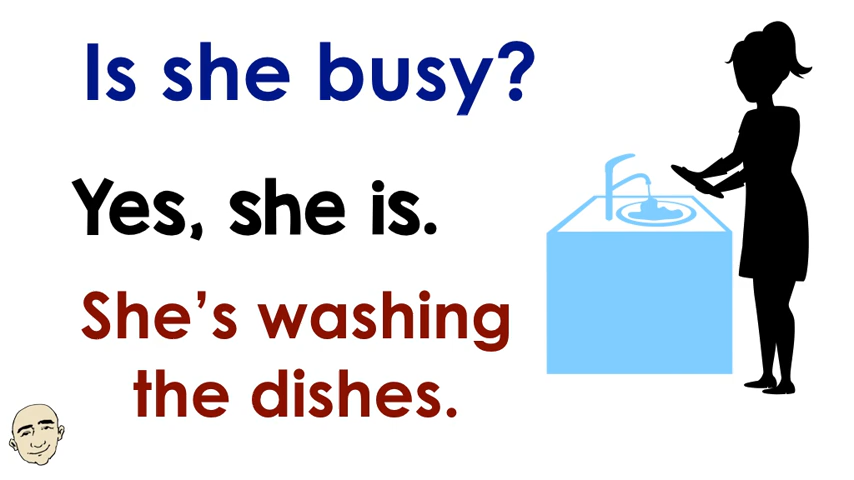 Is she busy?
Yes, she is.
She’s washing
the dishes.